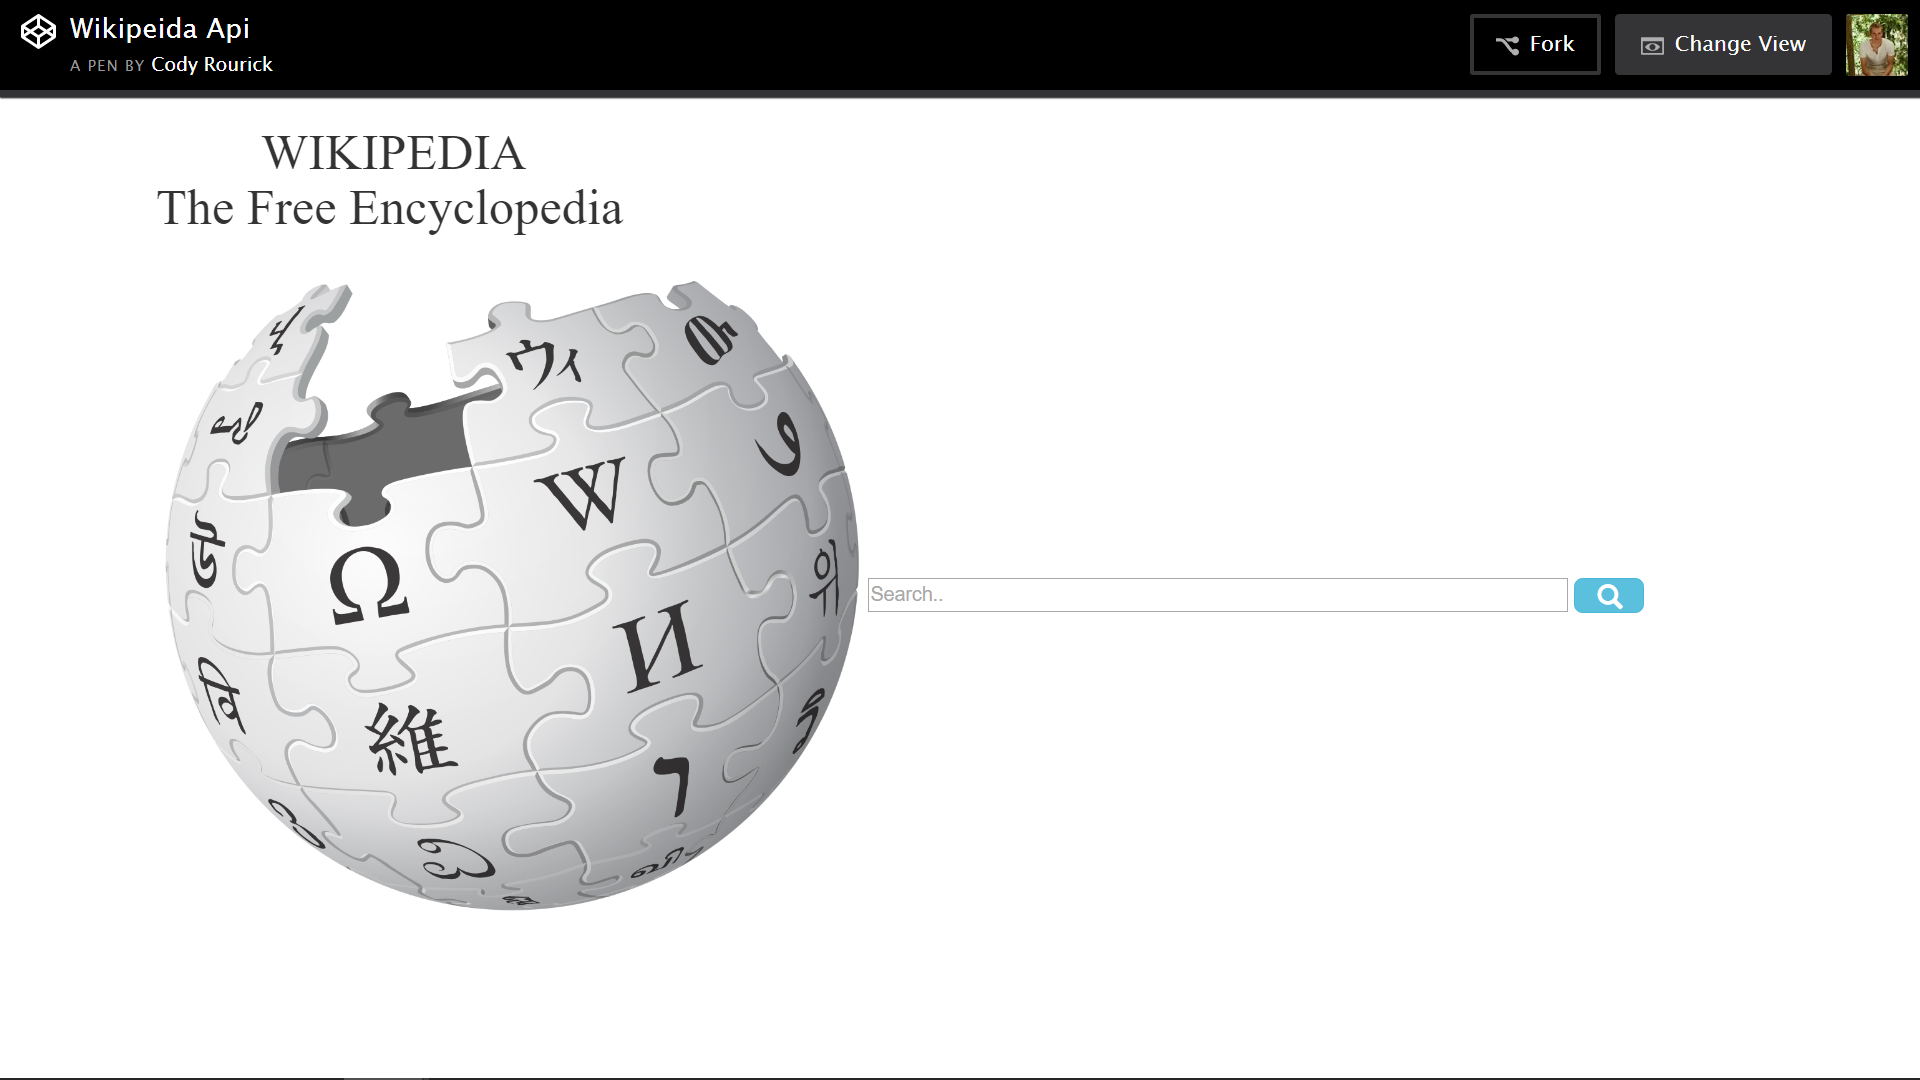 Wikipeida Api
A PEN BY Cody Rourick
Fork
Change View
WIKIPEDIA
The Free Encyclopedia
ウィ
W
و
Ω
위
И
वि
維
ר
Search..